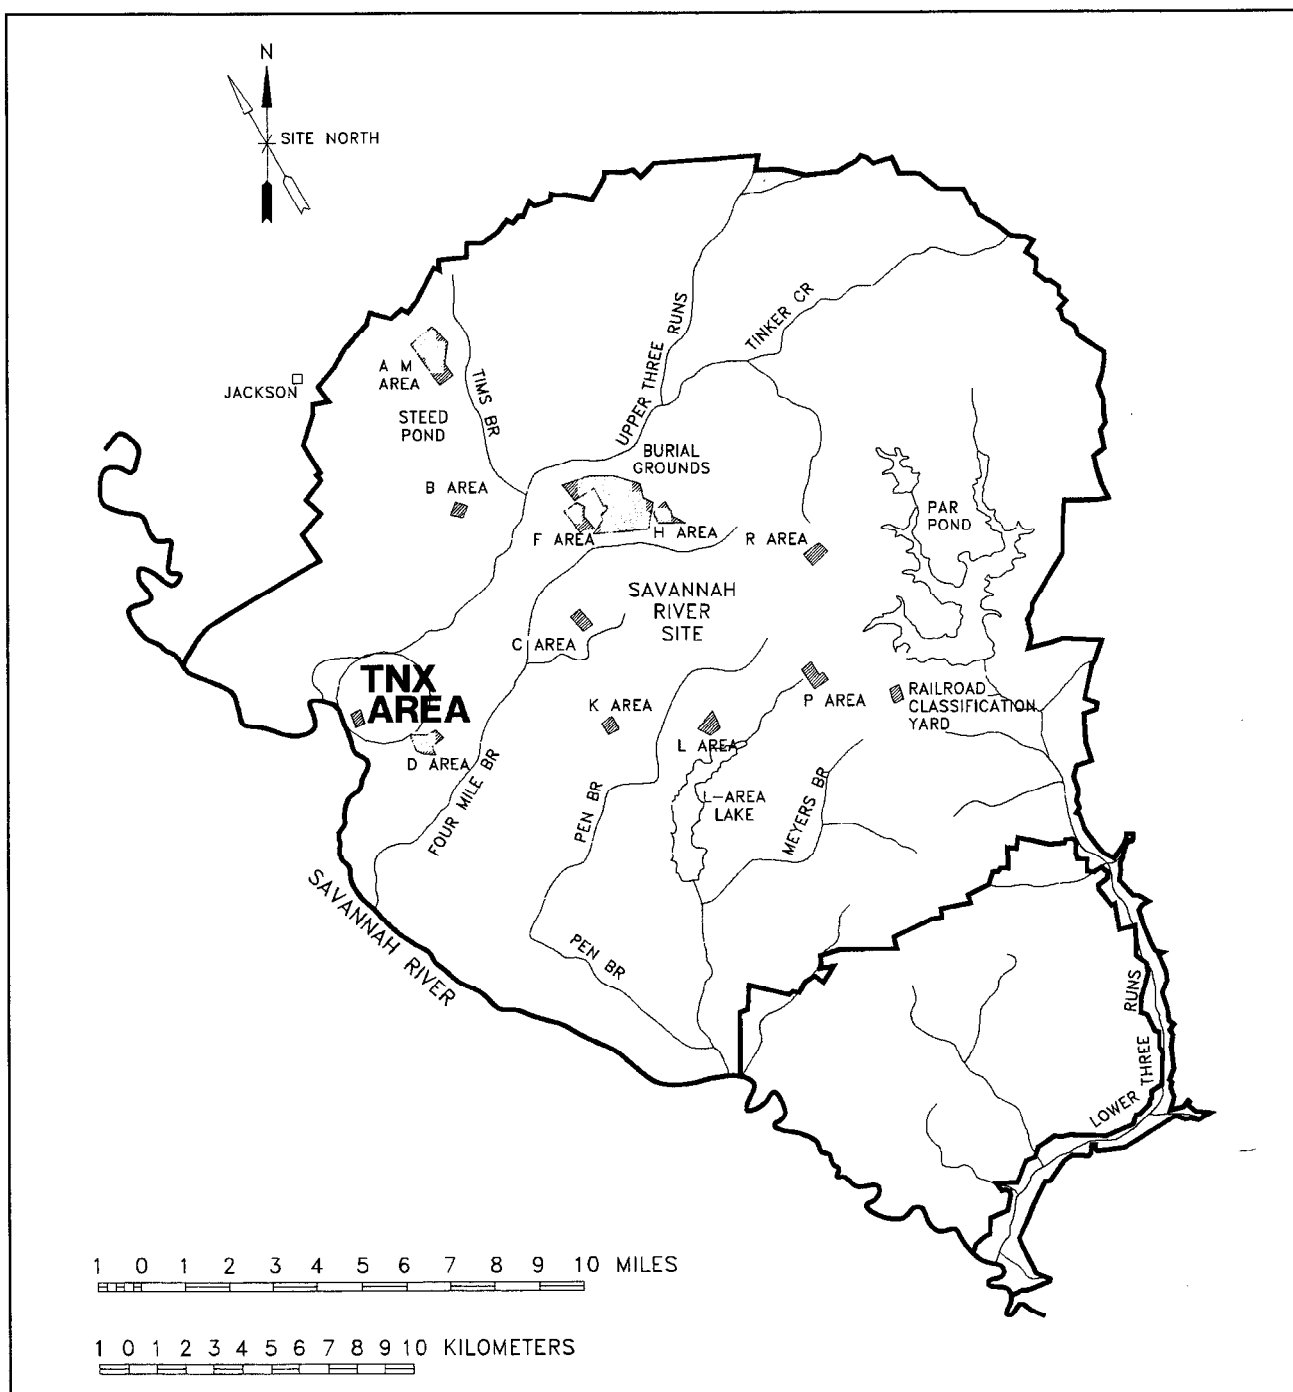 N
SITE NORTH
A M
AREA
JACKSON
STEED
POND
TIMS BR
UPPER THREE RUNS
TINKER CR
BURIAL
GROUNDS
B AREA
F AREA
H AREA
R AREA
PAR
POND
SAVANNAH
RIVER
SITE
C AREA
TNX
AREA
K AREA
P AREA
RAILROAD
CLASSIFICATION
YARD
L AREA
D AREA
FOUR MILE BR
PEN BR
L-AREA
LAKE
MEYERS BR
SAVANNAH RIVER
PEN BR
LOWER THREE RUNS
1 0 1 2 3 4 5 6 7 8 9 10 MILES
1 0 1 2 3 4 5 6 7 8 9 10 KILOMETERS